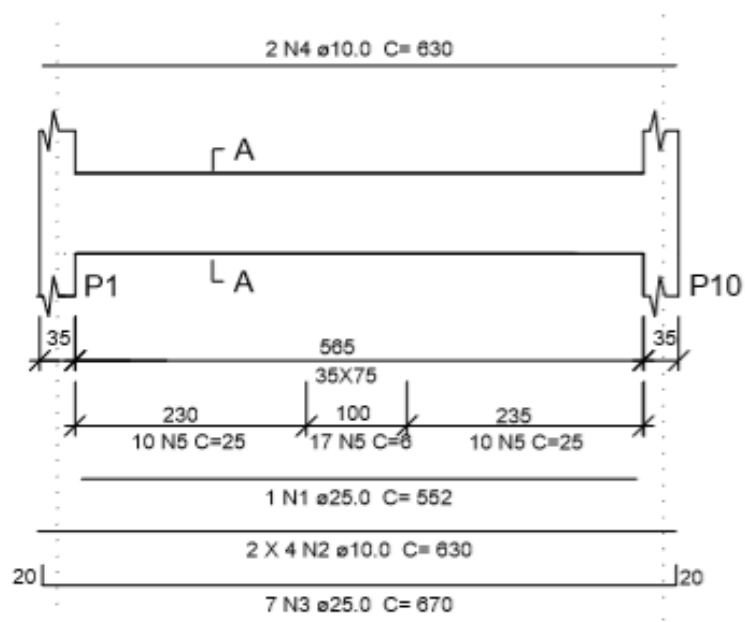 2 N4 ø10.0 C= 630
A
A
P1
P10
35
565
35
35X75
230
100
235
10 N5 C=25
17 N5 C=6
10 N5 C=25
1 N1 ø25.0 C= 552
2 X 4 N2 ø10.0 C= 630
20
20
7 N3 ø25.0 C= 670